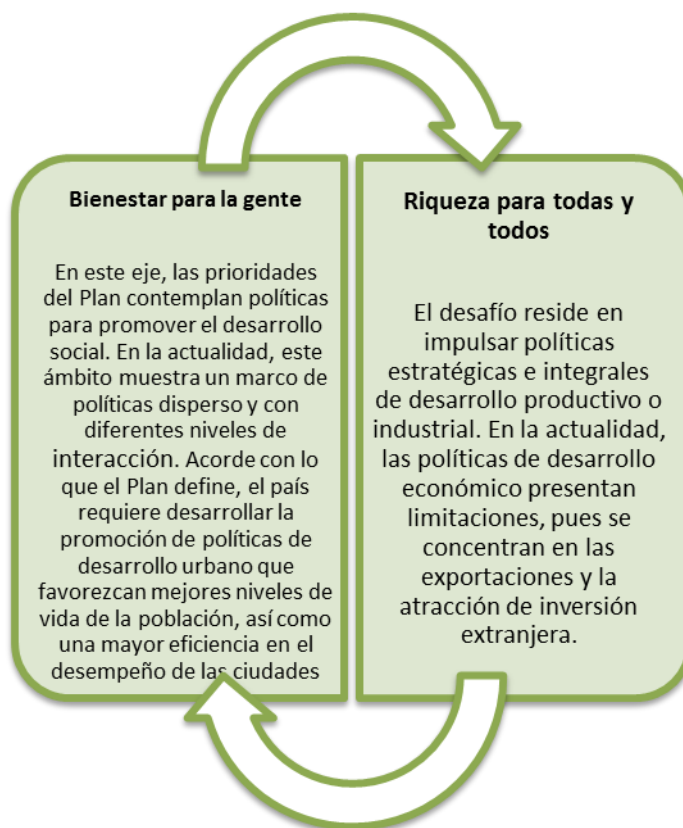 Bienestar para la gente
En este eje, las prioridades
del Plan contemplan políticas
para promover el desarrollo
social. En la actualidad, este
ámbito muestra un marco de
políticas disperso y con
diferentes niveles de
interacción. Acorde con lo
que el Plan define, el país
requiere desarrollar la
promoción de políticas de
desarrollo urbano que
favorezcan mejores niveles de
vida de la población, así como
una mayor eficiencia en el
desempeño de las ciudades
Riqueza para todas y
todos
El desafío reside en
impulsar políticas
estratégicas e integrales
de desarrollo productivo o
industrial. En la actualidad,
las políticas de desarrollo
económico presentan
limitaciones, pues se
concentran en las
exportaciones y la
atracción de inversión
extranjera.